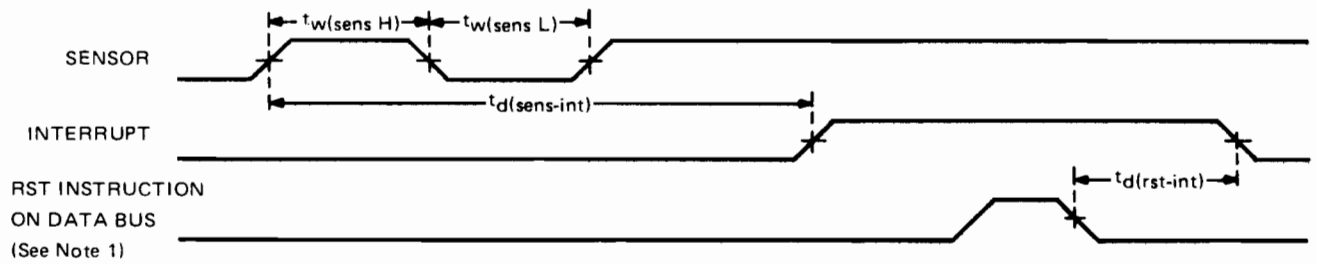 tw(sens H) tw(sens L)
SENSOR
td(sens-int)
INTERRUPT
td(rst-int)
RST INSTRUCTION
ON DATA BUS
(See Note 1)